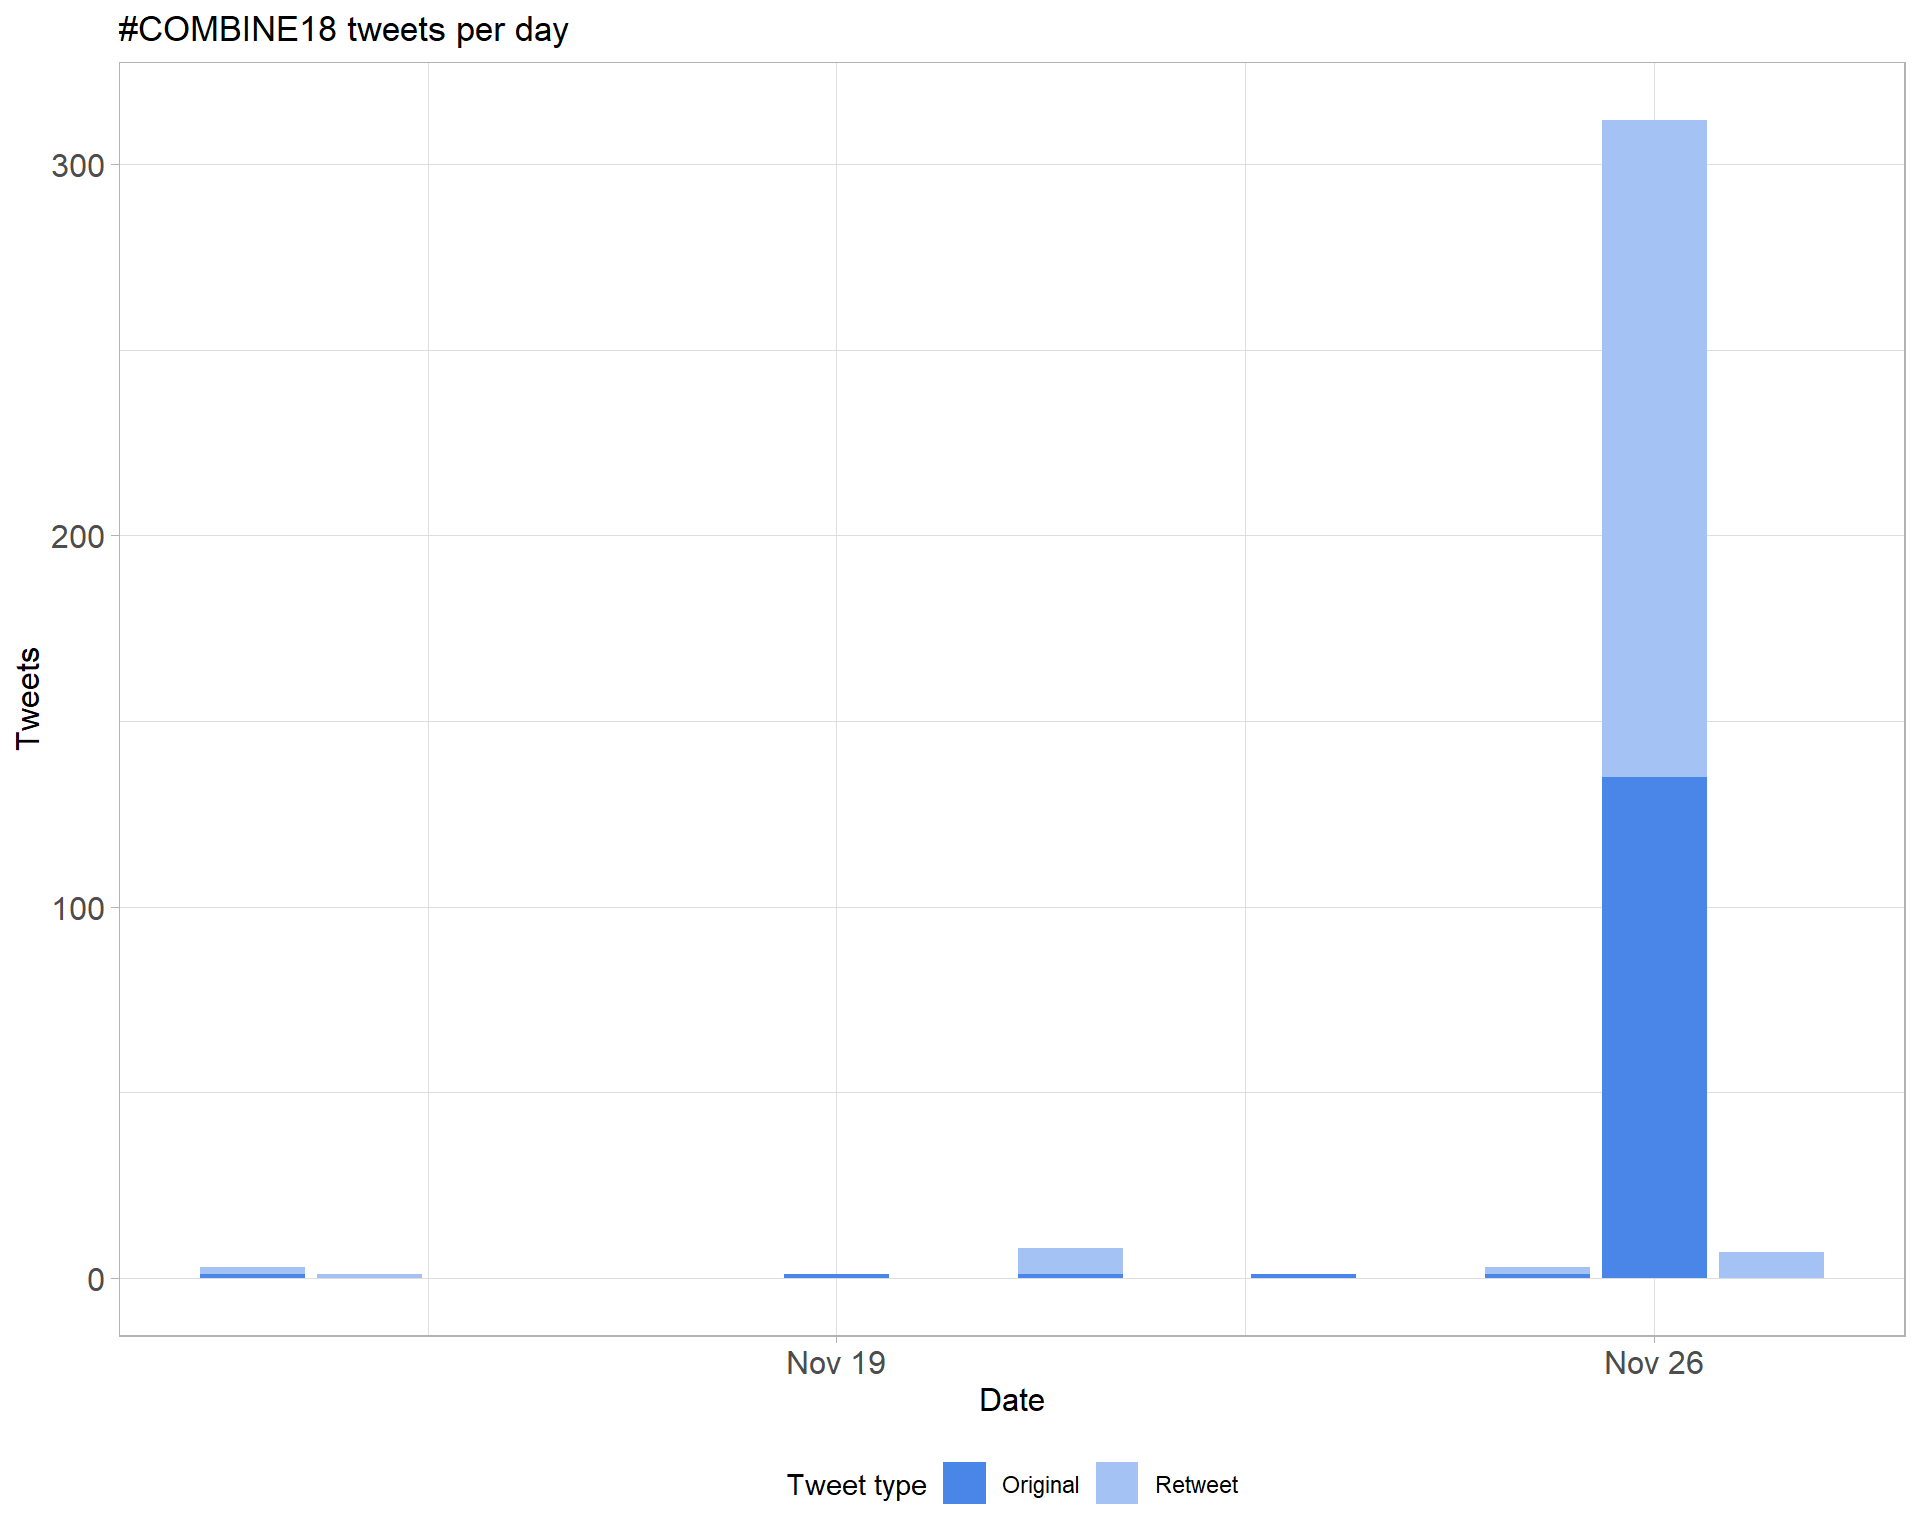 #COMBINE18 tweets per day
300
200
100
0
Tweets
Nov 19
Nov 26
Date
Tweet type
Original
Retweet